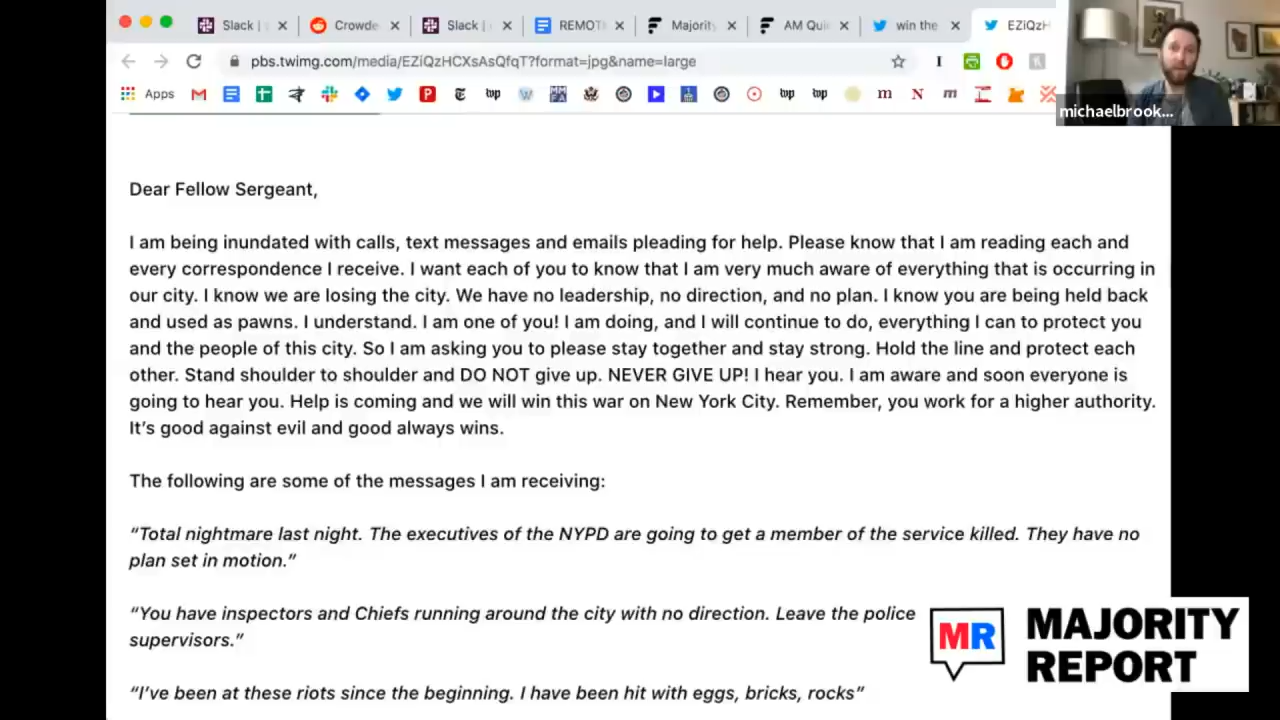 Slack |
Crowde
Slack |
REMOT
Majority
AM Qui
win the
EZiQzH
pbs.twimg.com/media/EZiQzHCXsAsQfqT?format=jpg&name=large
Apps
michaelbrook...
Dear Fellow Sergeant,
I am being inundated with calls, text messages and emails pleading for help. Please know that I am reading each and
every correspondence I receive. I want each of you to know that I am very much aware of everything that is occurring in
our city. I know we are losing the city. We have no leadership, no direction, and no plan. I know you are being held back
and used as pawns. I understand. I am one of you! I am doing, and I will continue to do, everything I can to protect you
and the people of this city. So I am asking you to please stay together and stay strong. Hold the line and protect each
other. Stand shoulder to shoulder and DO NOT give up. NEVER GIVE UP! I hear you. I am aware and soon everyone is
going to hear you. Help is coming and we will win this war on New York City. Remember, you work for a higher authority.
It’s good against evil and good always wins.
The following are some of the messages I am receiving:
“Total nightmare last night. The executives of the NYPD are going to get a member of the service killed. They have no
plan set in motion.”
“You have inspectors and Chiefs running around the city with no direction. Leave the police
supervisors.”
“I’ve been at these riots since the beginning. I have been hit with eggs, bricks, rocks”
MR
MAJORITY
REPORT